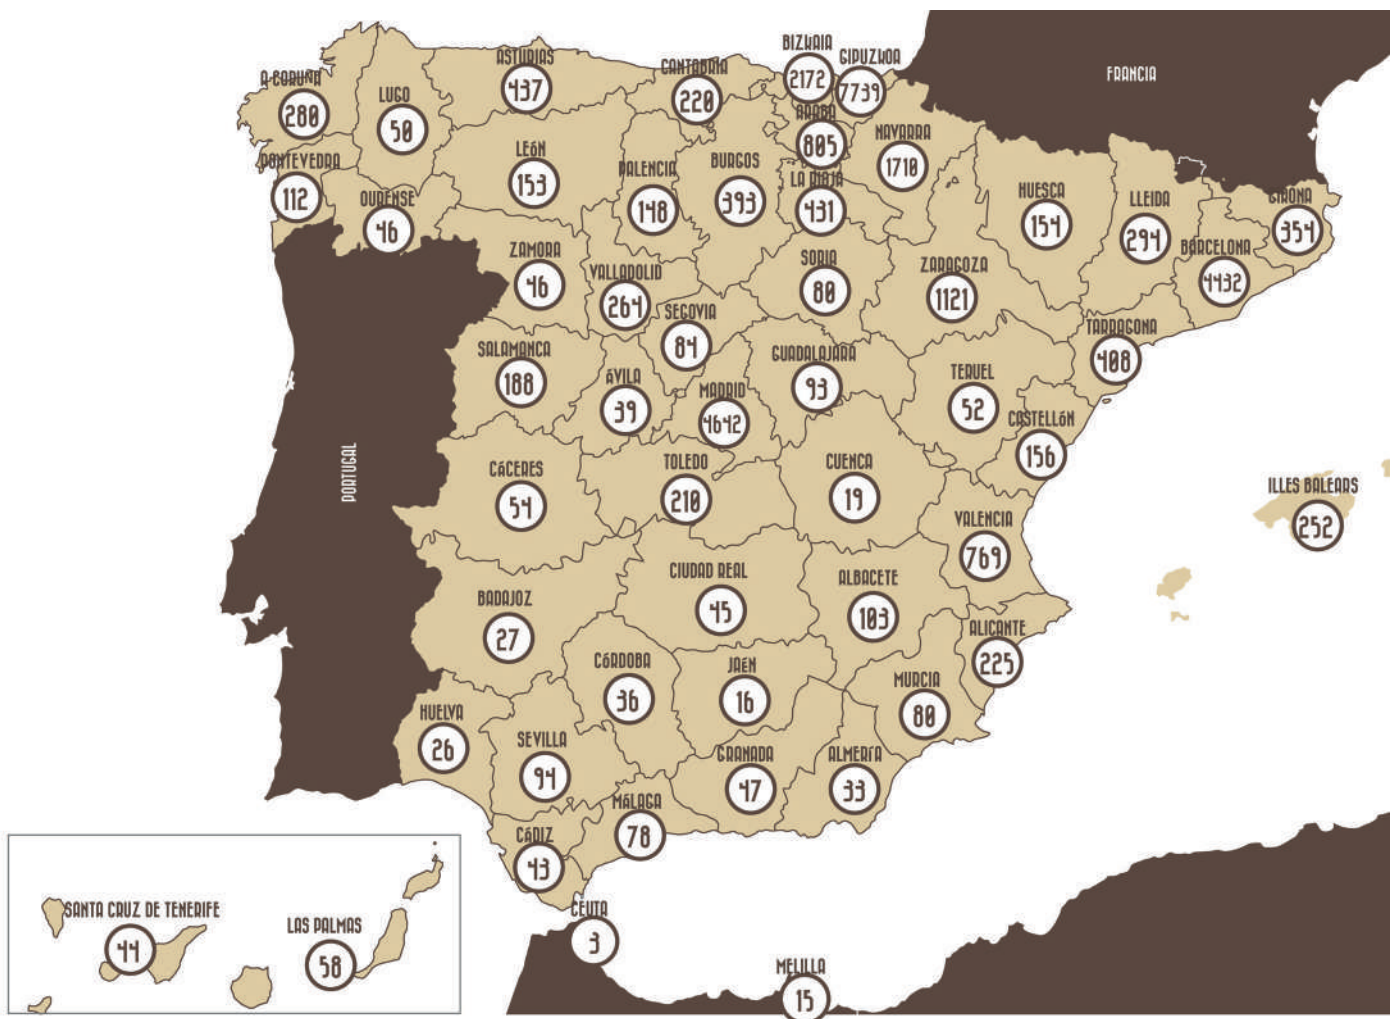 BIZKAIA
2172
GIPUZKOA
7739
FRANCIA
ASTURIAS
437
CANTABRIA
220
A CORUÑA
280
LUGO
50
ARABA
805
NAVARRA
1710
LEÓN
153
PALENCIA
148
BURGOS
393
LA RIOJA
431
PONTEVEDRA
112
OURENSE
46
HUESCA
154
LLEIDA
294
GIRONA
354
BARCELONA
4432
ZAMORA
46
VALLADOLID
264
SORIA
80
ZARAGOZA
1121
SEGOVIA
84
TARRAGONA
408
SALAMANCA
188
ÁVILA
39
MADRID
4642
GUADALAJARA
93
TERUEL
52
CASTELLÓN
156
PORTUGAL
CÁCERES
54
TOLEDO
210
CUENCA
19
VALENCIA
769
ILLES BALEARS
252
BADAJOZ
27
CIUDAD REAL
45
ALBACETE
103
ALICANTE
225
CÓRDOBA
36
JAÉN
16
MURCIA
80
HUELVA
26
SEVILLA
94
GRANADA
47
ALMERÍA
33
MÁLAGA
78
CÁDIZ
43
CEUTA
3
MELILLA
15
SANTA CRUZ DE TENERIFE
44
LAS PALMAS
58